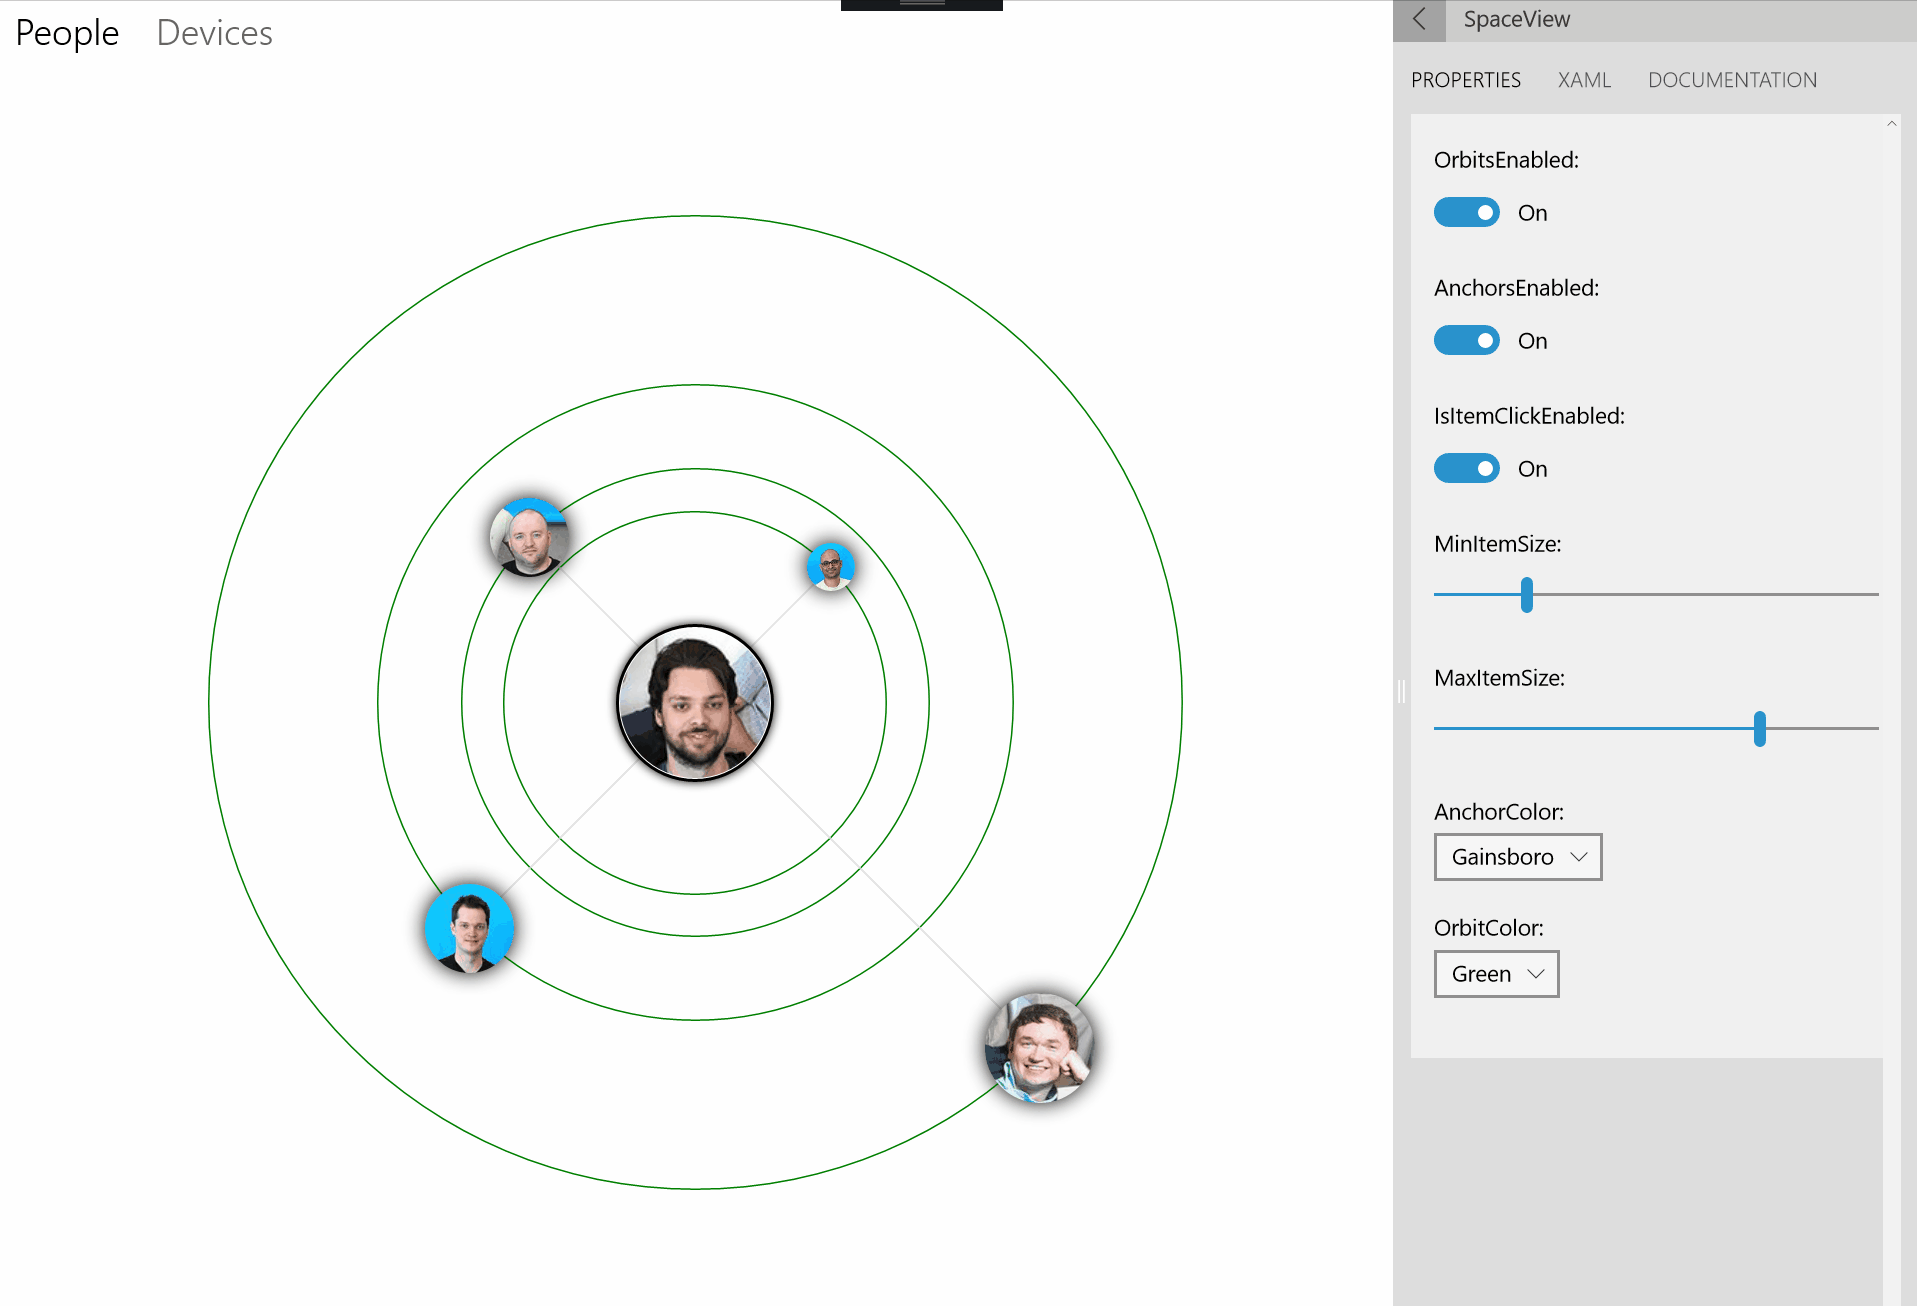 People Devices
SpaceView
PROPERTIES XAML DOCUMENTATION
OrbitsEnabled:
On
AnchorsEnabled:
On
IsItemClickEnabled:
On
MinItemSize:
MaxItemSize:
AnchorColor:
Gainsboro
OrbitColor:
Green